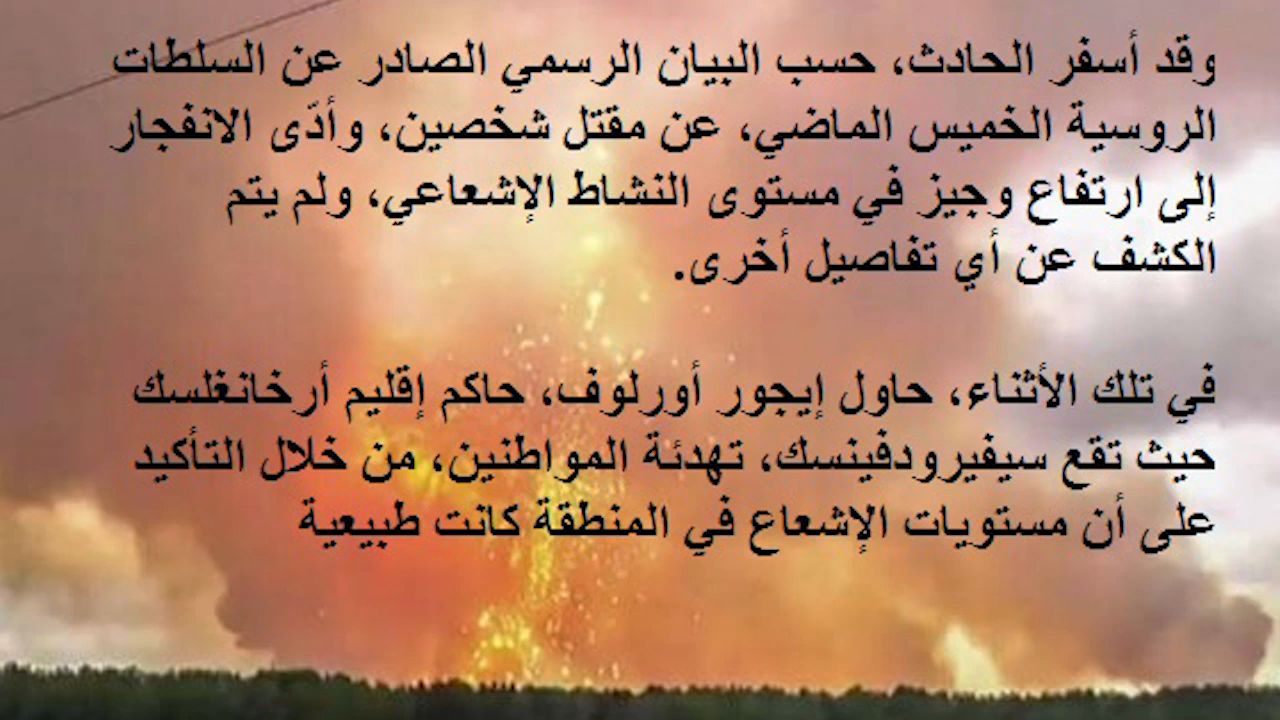 وقد أسفر الحادث، حسب البيان الرسمي الصادر عن السلطات
الروسية الخميس الماضي، عن مقتل شخصين، وأدّى الانفجار
إلى ارتفاع وجيز في مستوى النشاط الإشعاعي، ولم يتم
الكشف عن أي تفاصيل أخرى.
في تلك الأثناء، حاول إيجور أورلوف، حاكم إقليم أرخانغلسك
حيث تقع سيفيرودفينسك، تهدئة المواطنين، من خلال التأكيد
على أن مستويات الإشعاع في المنطقة كانت طبيعية